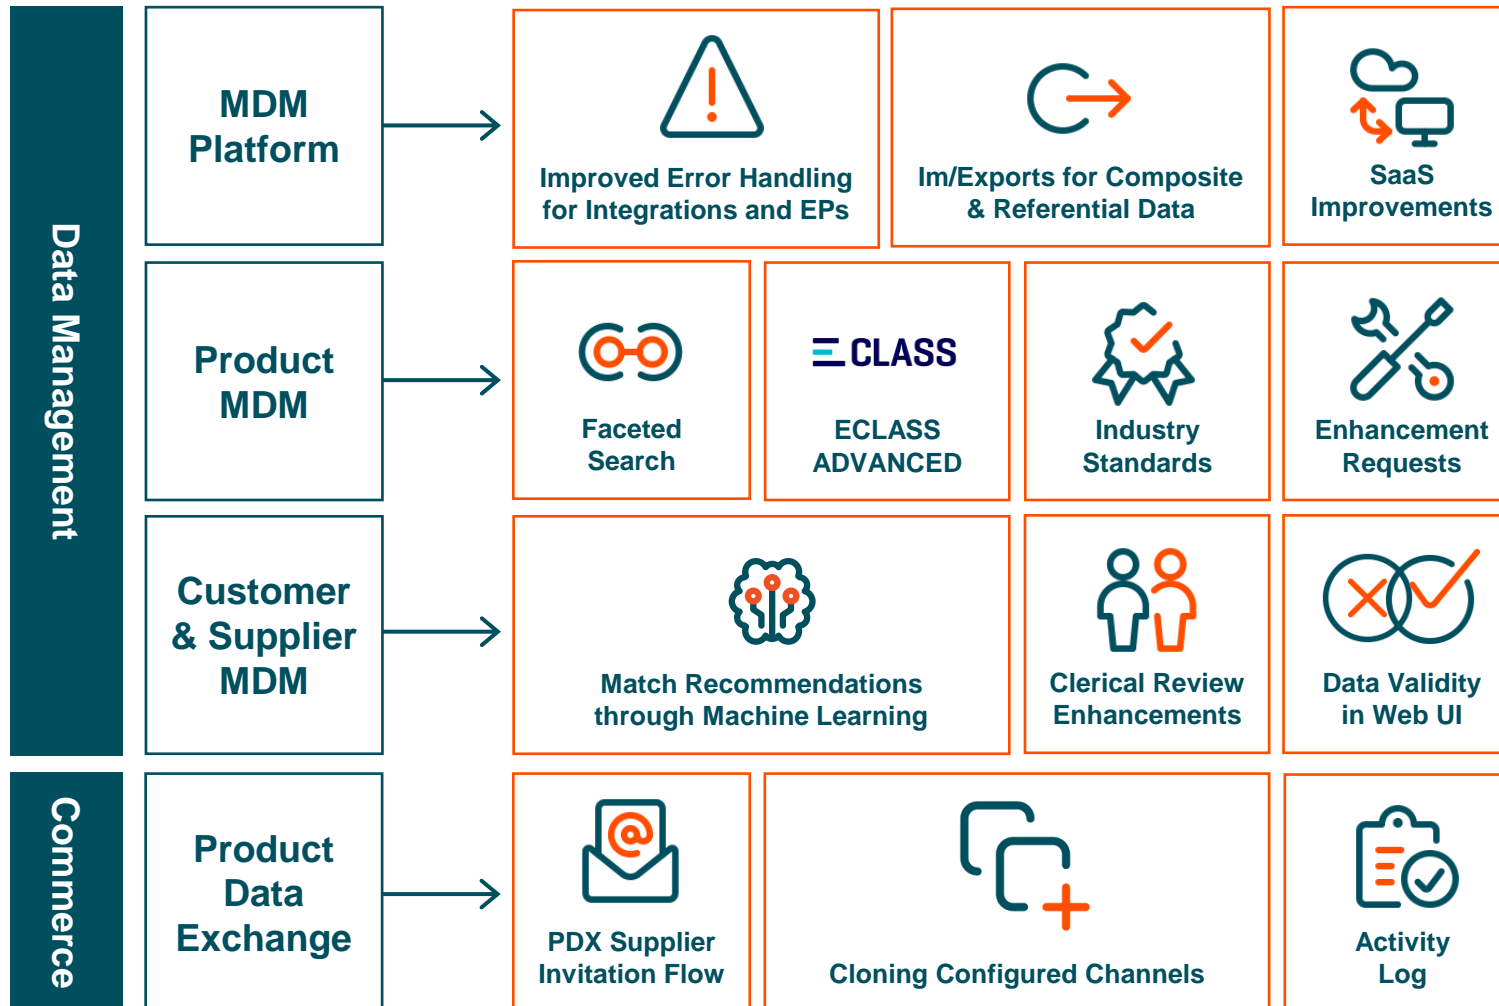 Data Management
MDM
Platform
Improved Error Handling
for Integrations and EPs
Im/Exports for Composite
& Referential Data
SaaS
Improvements
Product
MDM
Faceted
Search
ECLASS
ECLASS
ADVANCED
Industry
Standards
Enhancement
Requests
Customer
& Supplier
MDM
Match Recommendations
through Machine Learning
Clerical Review
Enhancements
Data Validity
in Web UI
Commerce
Product
Data
Exchange
@
PDX Supplier
Invitation Flow
Cloning Configured Channels
Activity
Log